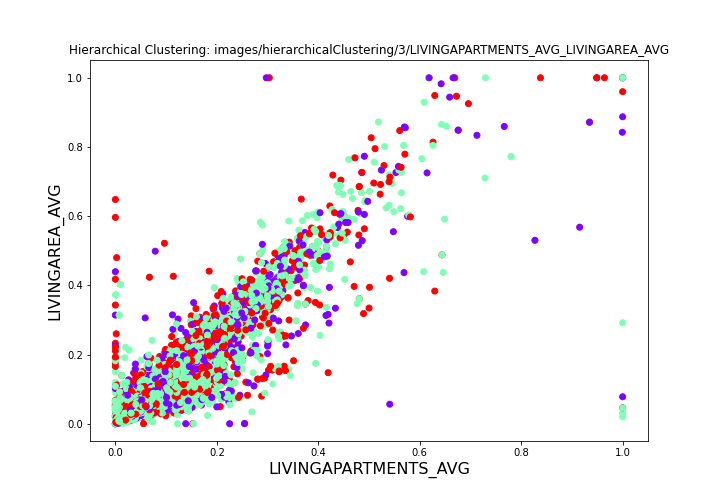 Hierarchical Clustering: images/hierarchicalClustering/3/LIVINGAPARTMENTS_AVG_LIVINGAREA_AVG
1.0
0.8
0.6
0.4
0.2
0.0
LIVINGAREA_AVG
0.0 0.2 0.4 0.6 0.8 1.0
LIVINGAPARTMENTS_AVG